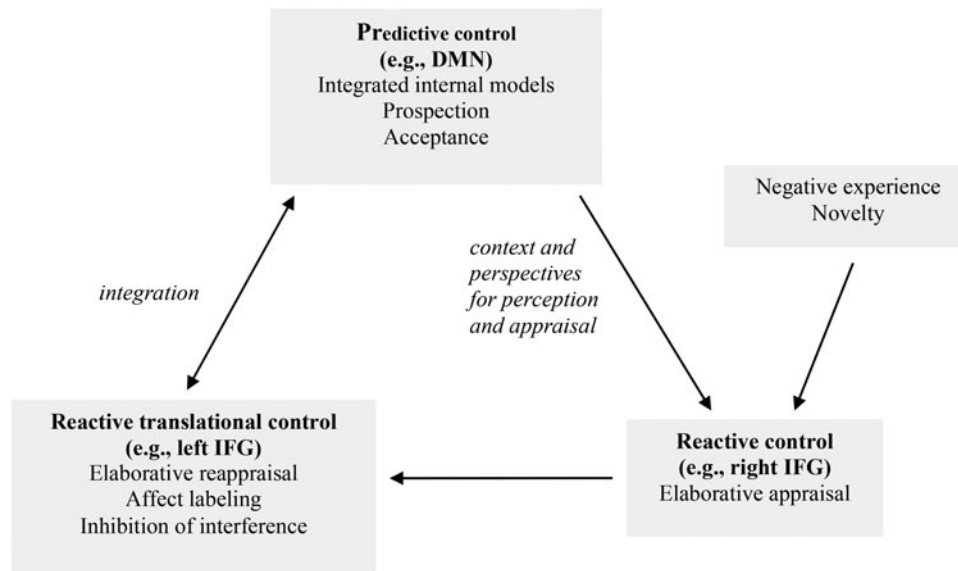 Predictive control
(e.g., DMN)
Integrated internal models
Prospection
Acceptance
Negative experience
Novelty
context and
perspectives
for perception
and appraisal
integration
Reactive translational control
(e.g., left IFG)
Elaborative reappraisal
Affect labeling
Inhibition of interference
Reactive control
(e.g., right IFG)
Elaborative appraisal